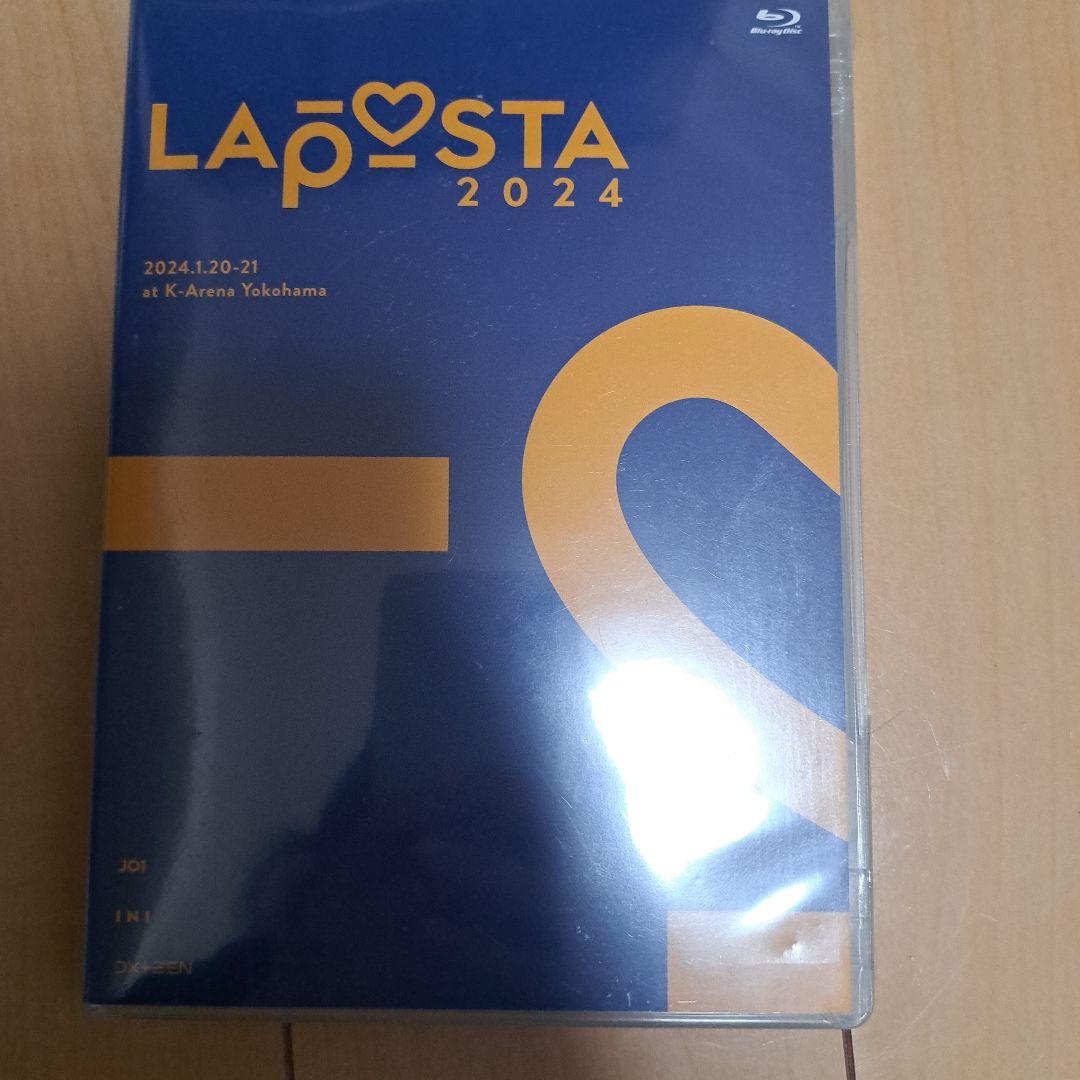 Blu-ray Disc
LAPOSTA
2024
2024.1.20-21
at K-Arena Yokohama
JO1
INI
DXTEEN